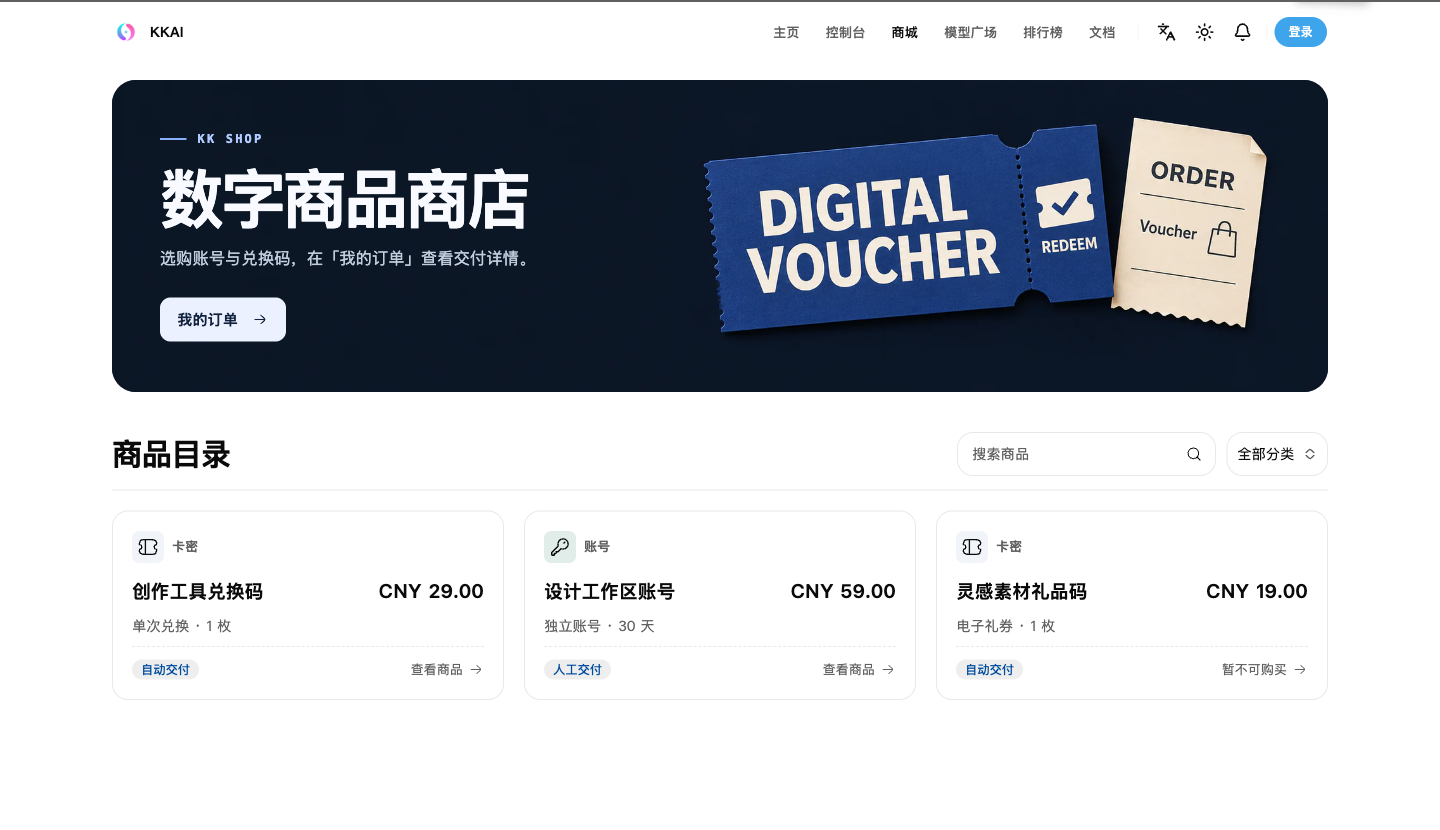 KKAI
主页 控制台 商城 模型广场 排行榜 文档 登录
KK SHOP
数字商品商店
选购账号与兑换码，在「我的订单」查看交付详情。
我的订单
DIGITAL
VOUCHER
REDEEM
ORDER
Voucher
商品目录
搜索商品
全部分类
卡密
创作工具兑换码 CNY 29.00
单次兑换 · 1 枚
自动交付 查看商品
账号
设计工作区账号 CNY 59.00
独立账号 · 30 天
人工交付 查看商品
卡密
灵感素材礼品码 CNY 19.00
电子礼券 · 1 枚
自动交付 暂不可购买